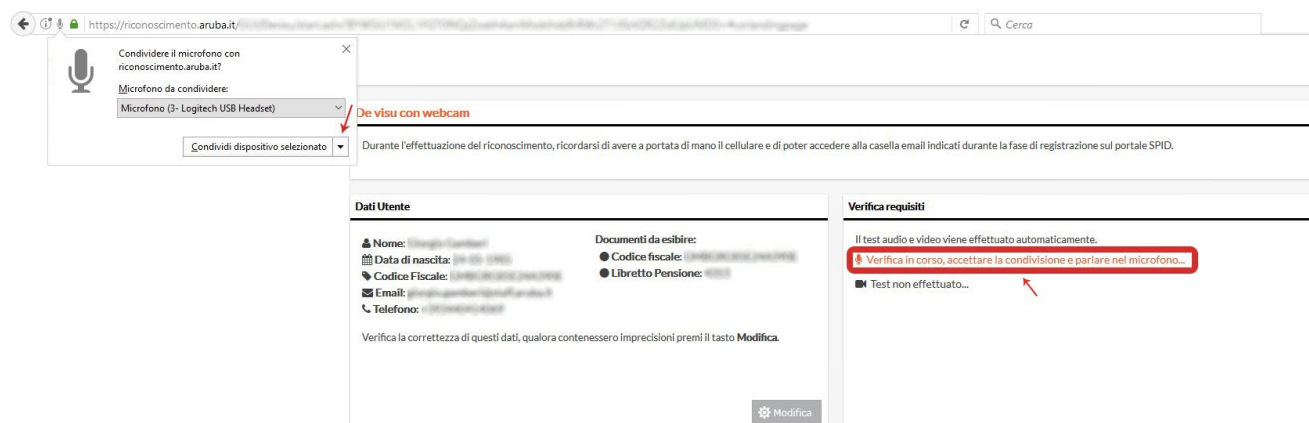 https://riconoscimento.aruba.it/
Cerca
Condividere il microfono con
riconoscimento.aruba.it?
Microfono da condividere:
Microfono (3- Logitech USB Headset)
Condividi dispositivo selezionato
De visu con webcam
Durante l'effettuazione del riconoscimento, ricordarsi di avere a portata di mano il cellulare e di poter accedere alla casella email indicati durante la fase di registrazione sul portale SPID.
Dati Utente
Nome:
Data di nascita:
Codice Fiscale:
Email:
Telefono:
Documenti da esibire:
Codice fiscale:
Libretto Pensione:
Verifica la correttezza di questi dati, qualora contenessero imprecisioni premi il tasto Modifica.
Modifica
Verifica requisiti
Il test audio e video viene effettuato automaticamente.
Verifica in corso, accettare la condivisione e parlare nel microfono...
Test non effettuato...